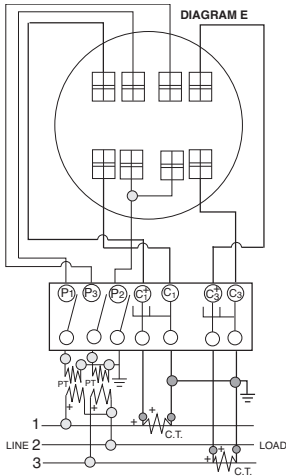 DIAGRAM E
P1 P3 P2 C1+ C1 C3+ C3
PT PT
+ +
1 + C.T.
LINE 2 LOAD
3 + C.T.